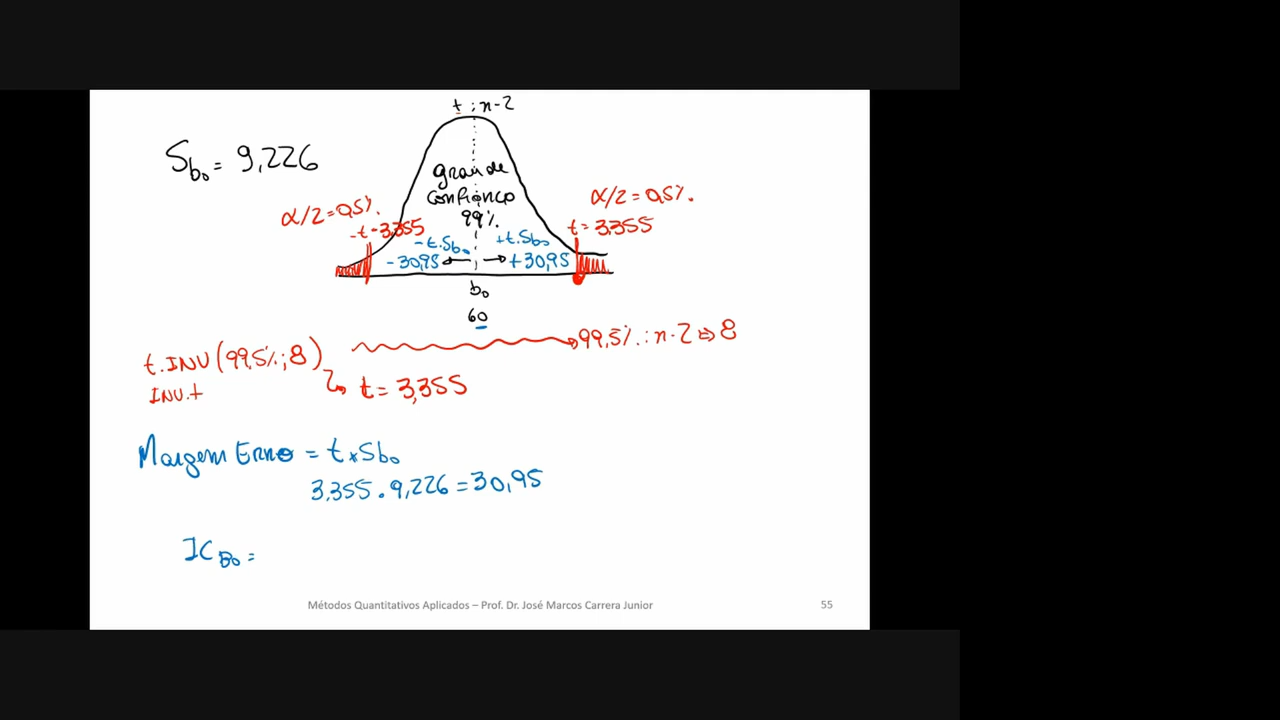 t : n-2
Sb₀ = 9,226
grau de
confiança
99%
α/2 = 0,5%.
-t = 3,355
α/2 = 0,5%.
t = 3,355
-t.Sb₀
+t.Sb₀
-30,95
+30,95
b₀
60
t.INV(99,5%;8)
99,5% : n-2 ⇒ 8
INV.t
t = 3,355
Margem Erro = t × Sb₀
3,355 . 9,226 = 30,95
IC B₀ =
Métodos Quantitativos Aplicados – Prof. Dr. José Marcos Carrera Junior
55